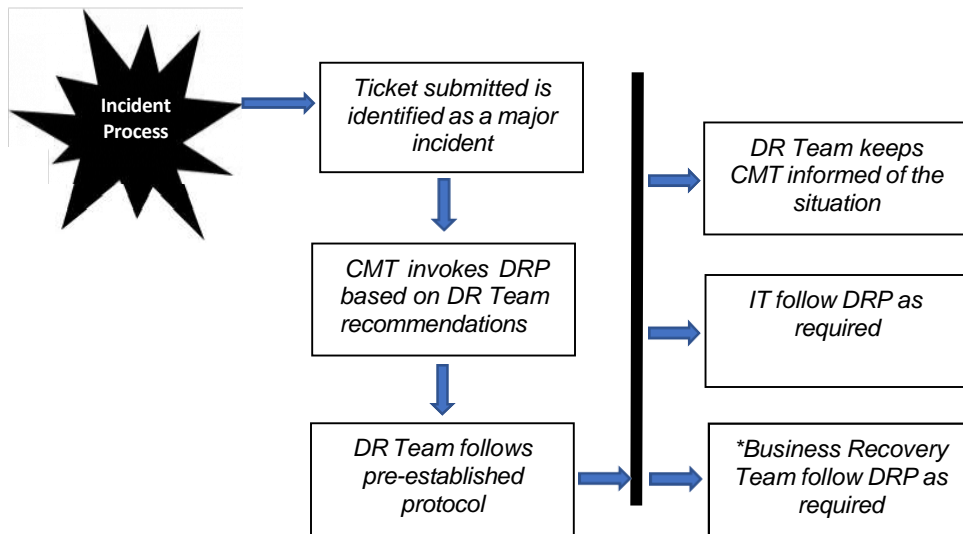 Incident
Process
Ticket submitted is
identified as a major
incident
CMT invokes DRP
based on DR Team
recommendations
DR Team follows
pre-established
protocol
DR Team keeps
CMT informed of the
situation
IT follow DRP as
required
*Business Recovery
Team follow DRP as
required